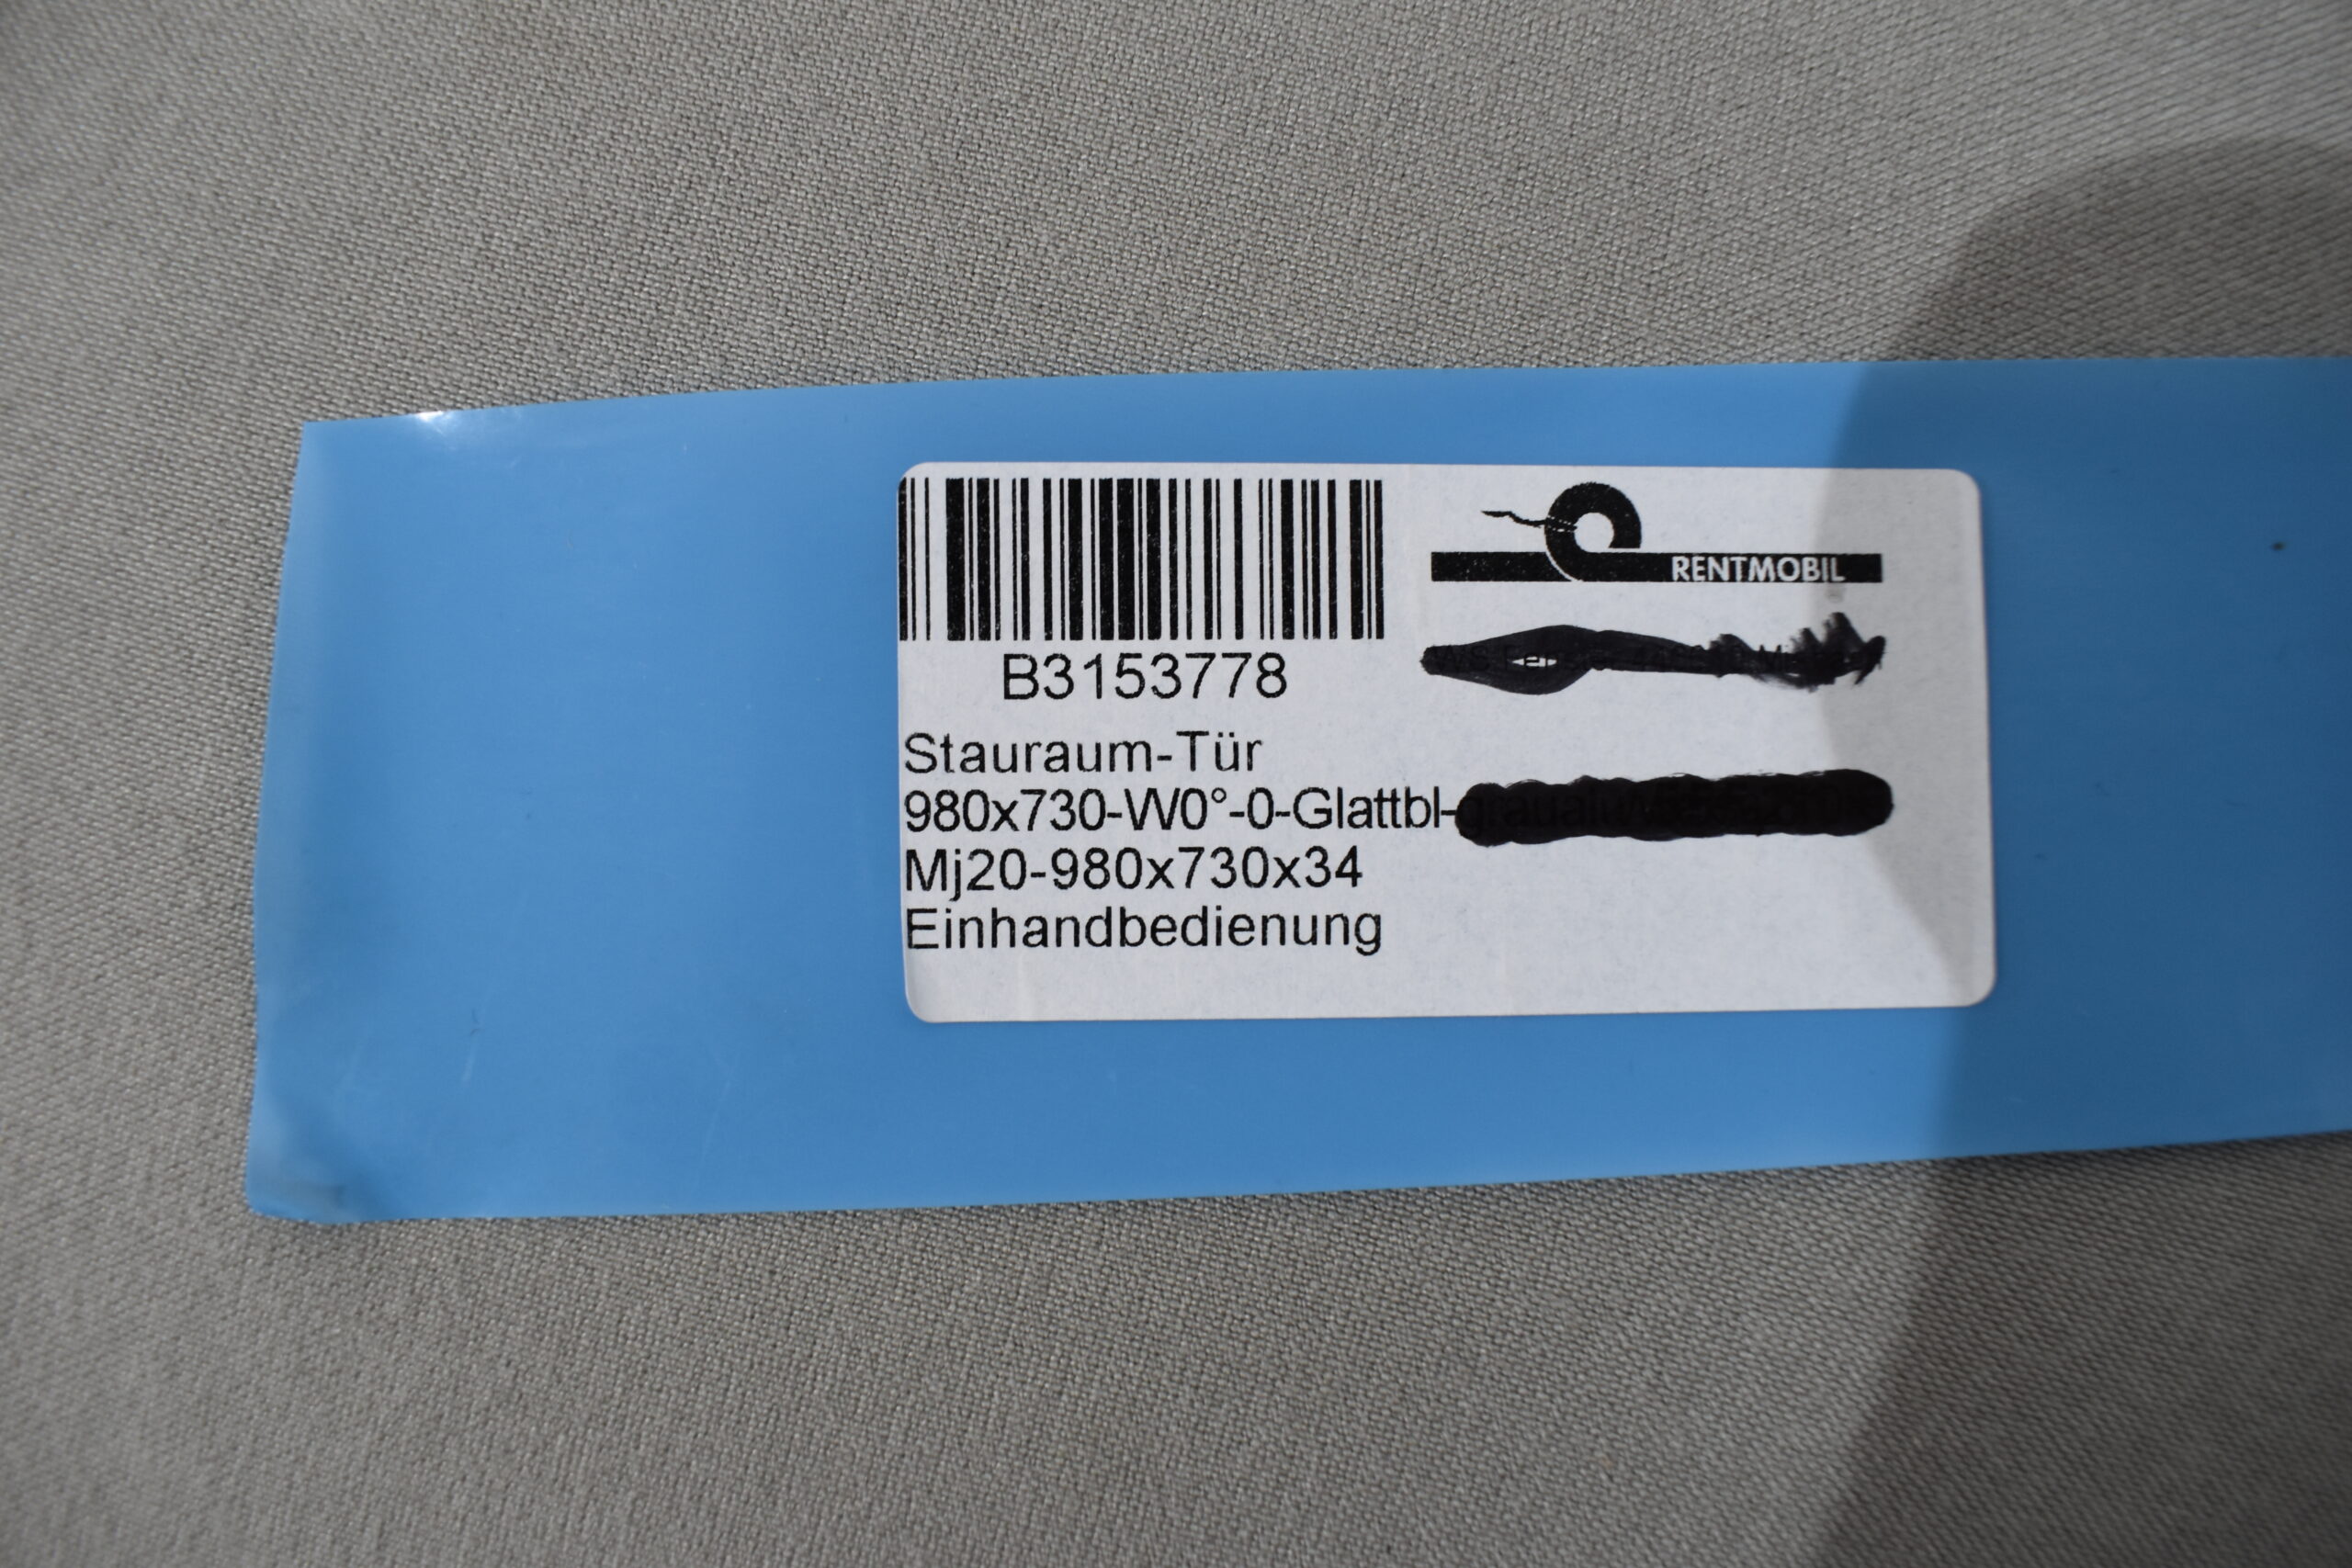 RENTMOBIL
B3153778
Stauraum-Tür
980x730-W0°-0-Glattbl-
Mj20-980x730x34
Einhandbedienung